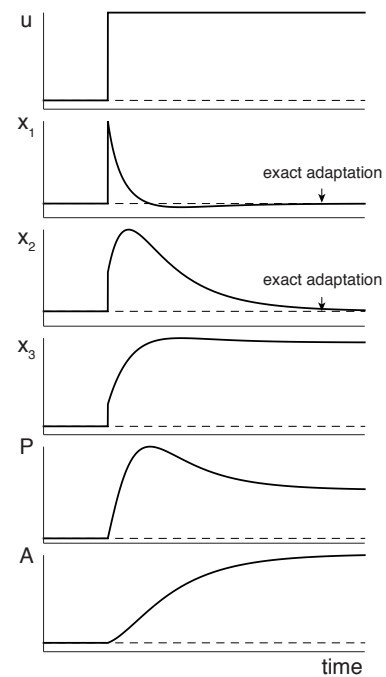 u
x1
exact adaptation
x2
exact adaptation
x3
P
A
time